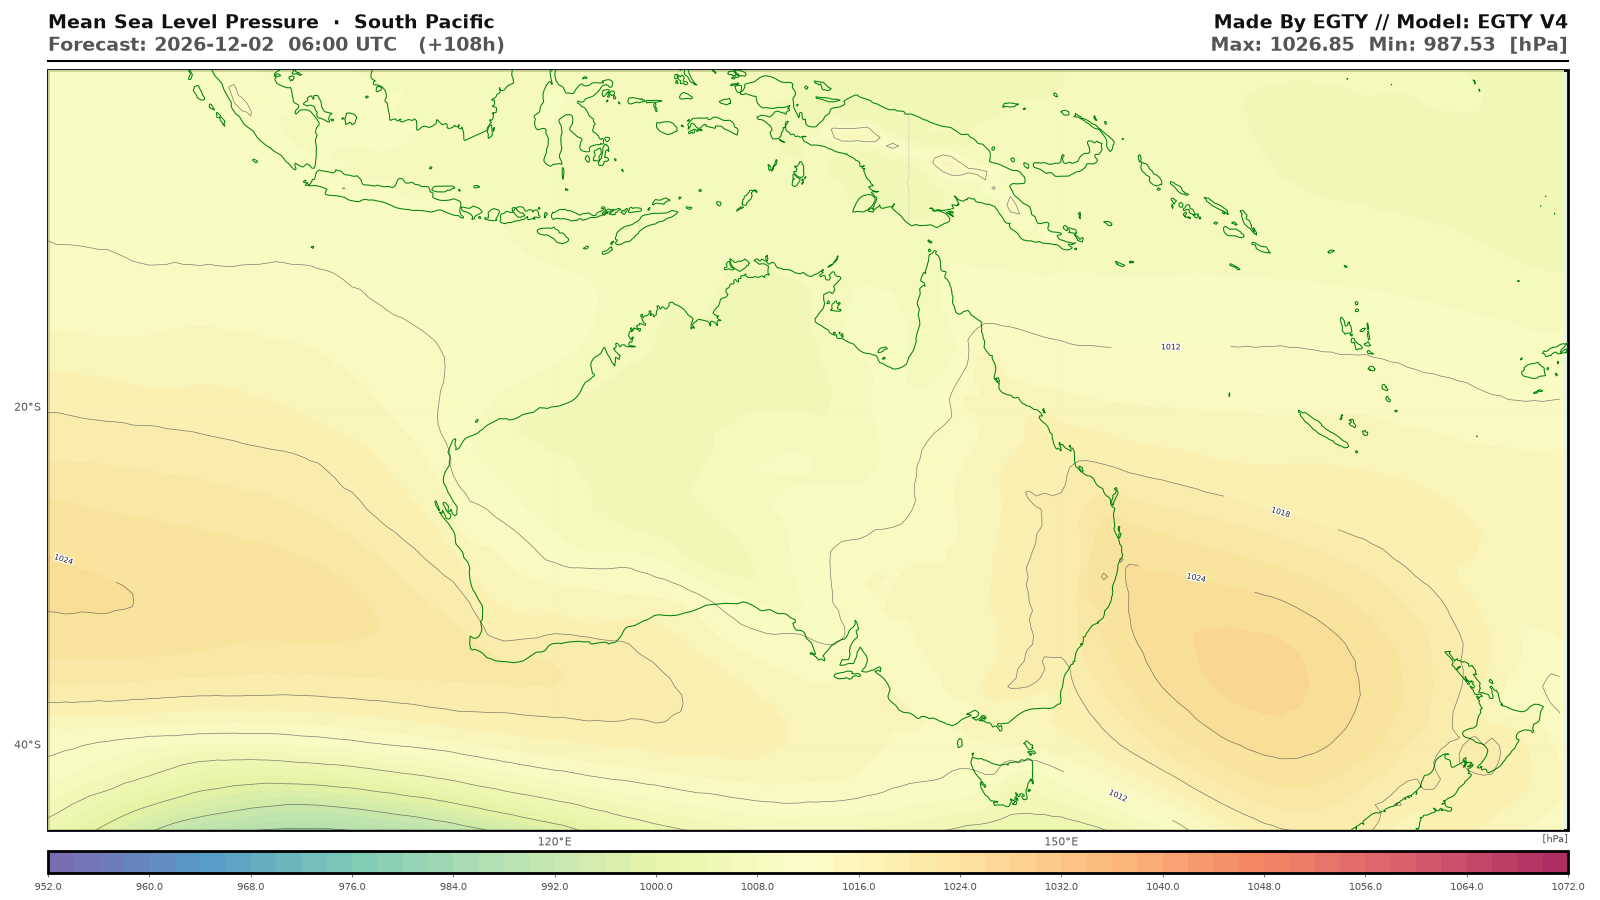 Mean Sea Level Pressure · South Pacific
Made By EGTY // Model: EGTY V4
Forecast: 2026-12-02 06:00 UTC (+108h)
Max: 1026.85 Min: 987.53 [hPa]
1012
20°S
1018
1024
1024
40°S
1012
120°E
150°E
[hPa]
952.0 960.0 968.0 976.0 984.0 992.0 1000.0 1008.0 1016.0 1024.0 1032.0 1040.0 1048.0 1056.0 1064.0 1072.0